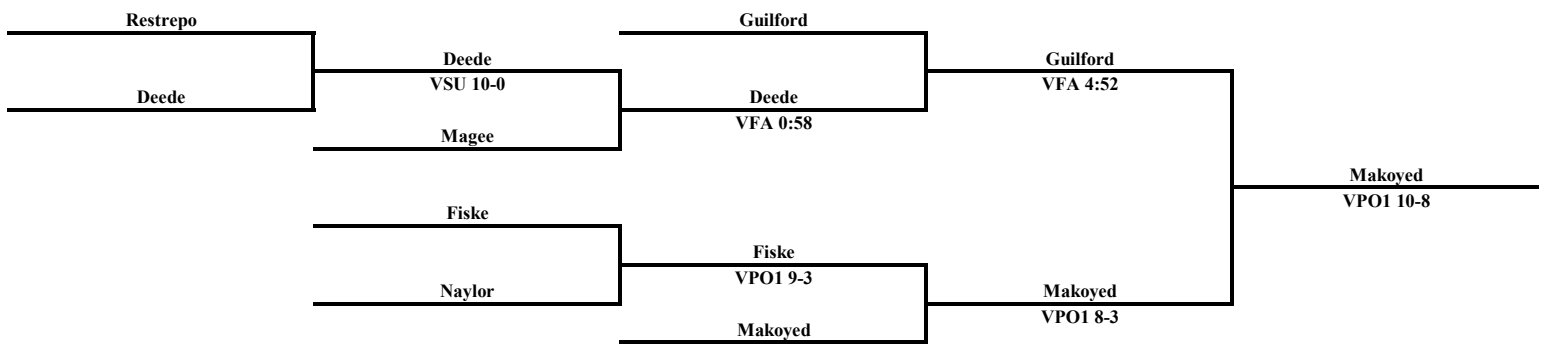 Restrepo
Guilford
Deede
Guilford
VSU 10-0
VFA 4:52
Deede
Deede
VFA 0:58
Magee
Makoyed
VPO1 10-8
Fiske
Fiske
VPO1 9-3
Naylor
Makoyed
VPO1 8-3
Makoyed